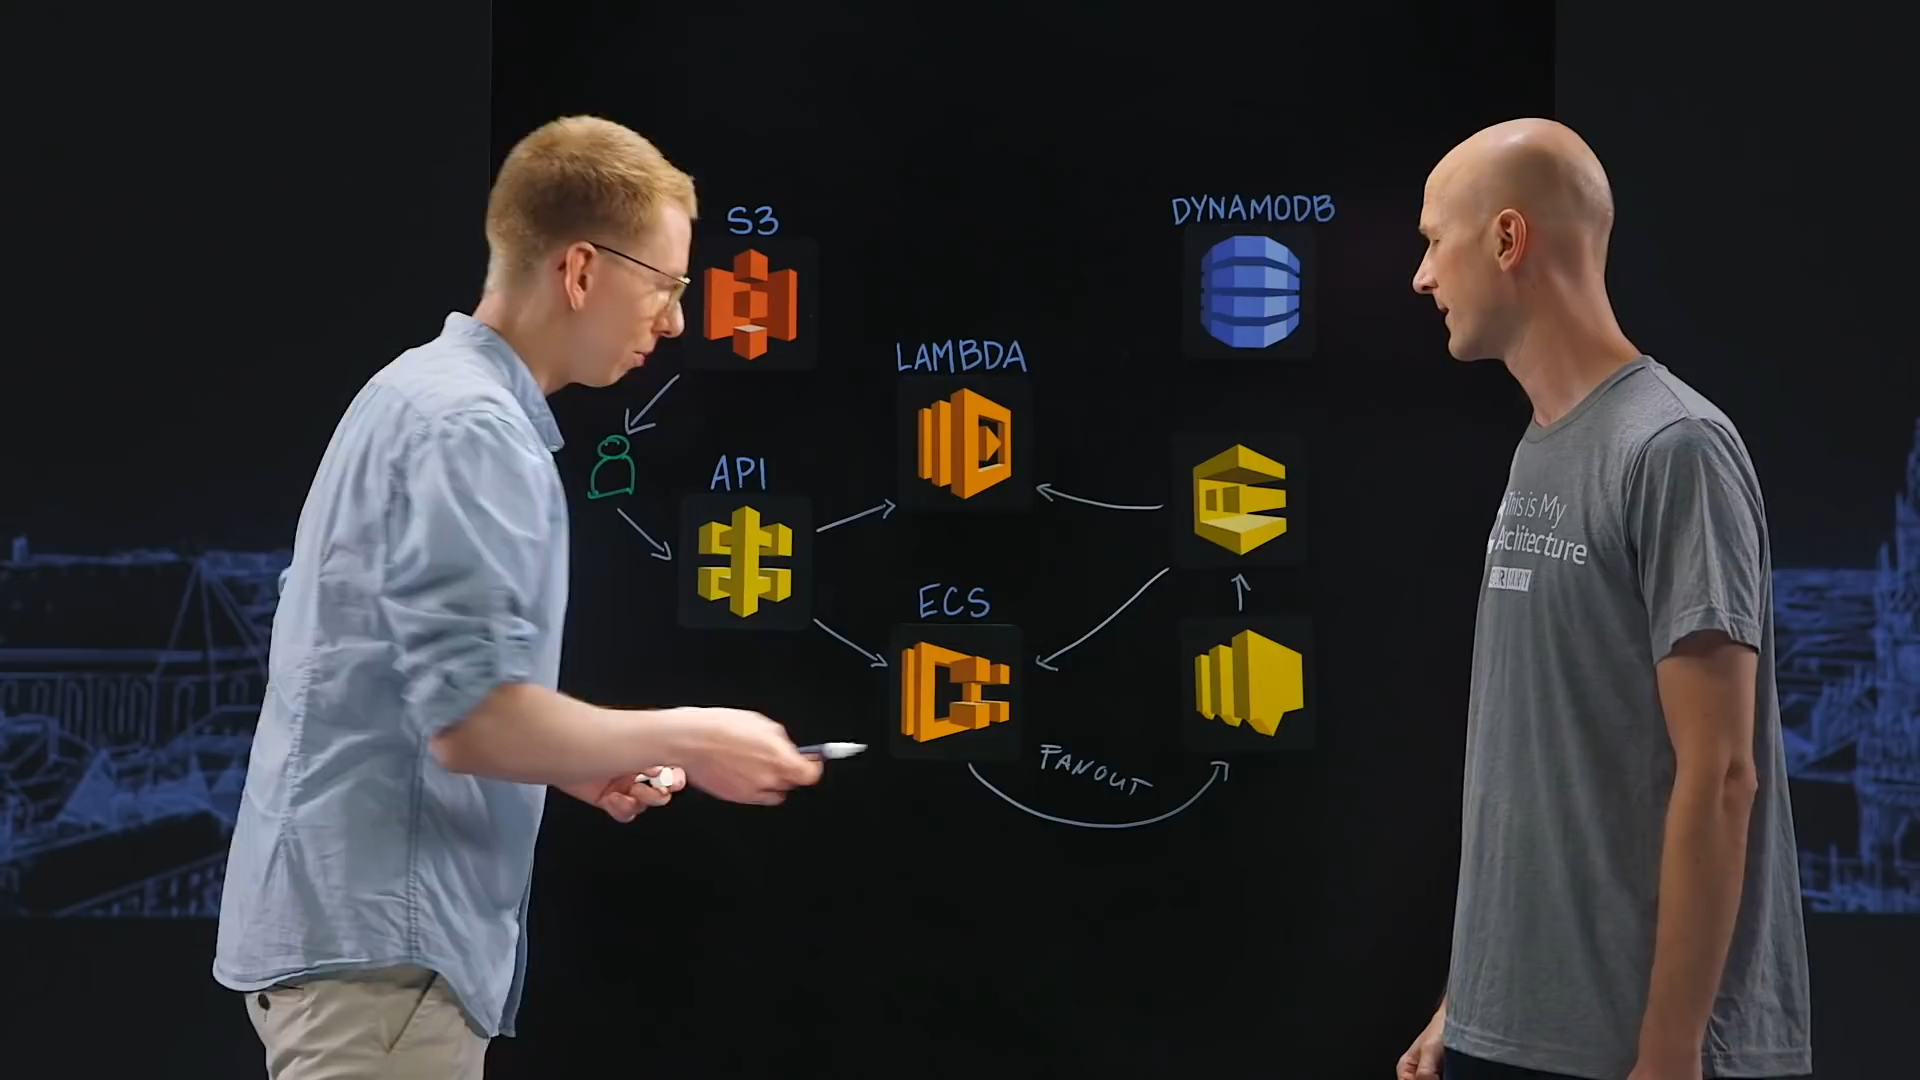 S3
DYNAMODB
LAMBDA
API
ECS
FANOUT
This is My
Architecture